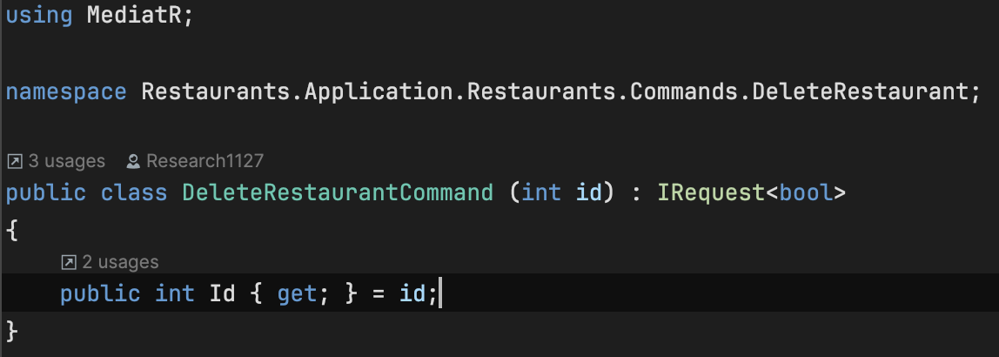 using MediatR;
namespace Restaurants.Application.Restaurants.Commands.DeleteRestaurant;
3 usages Research1127
public class DeleteRestaurantCommand (int id) : IRequest<bool>
{
2 usages
public int Id { get; } = id;
}